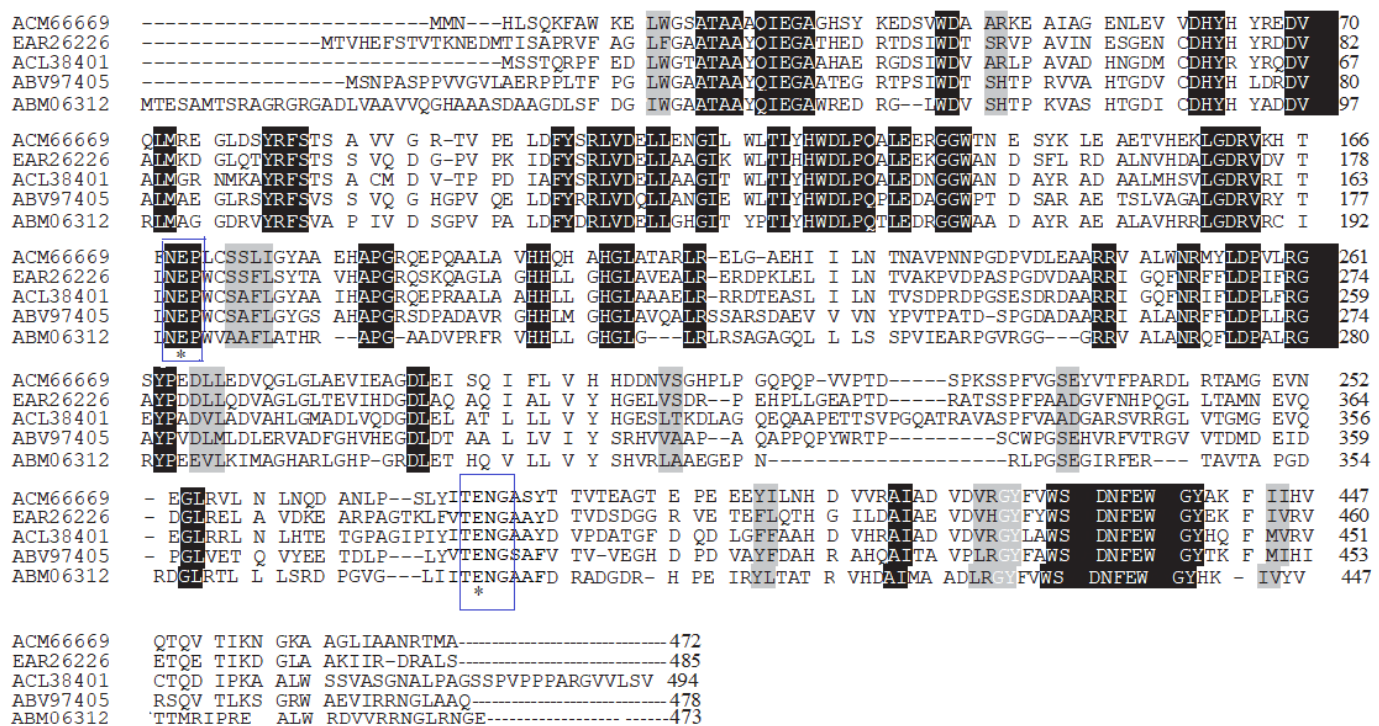 ACM66669 -----------------------------MMN---HLSQKFAW KE LWGSATAAAQIEGAGHSY KEDSVWDA ARKE AIAG ENLEV VDHYH YREDV 70
EAR26226 ------------------MTVHEFSTVTKNEDMTISAPRVF AG LFGAATAAYQIEGATHED RTDSIWDT SRVP AVIN ESGEN CDHYH YRDDV 82
ACL38401 ---------------------------------MSSTQRPF ED LWGTATAAYQIEGAAHAE RGDSIWDV ARLP AVAD HNGDM CDHYR YRQDV 67
ABV97405 --------------------MSNPASPPVVGVLAERPPLTF PG LWGAATAAYQIEGAATEG RTPSIWDT SHTP RVVA HTGDV CDHYH LDRDV 80
ABM06312 MTESAMTSRAGRGRGADLVAAVVQGHAAASDAAGDLSF DG IWGAATAAYQIEGAWRED RG--LWDV SHTP KVAS HTGDI CDHYH YADDV 97
ACM66669 QLMRE GLDSYRFSTS A VV G R-TV PE LDFYSRLVDELLENGIL WLTLYHWDLPQALEERGGWTN E SYK LE AETVHEKLGDRVKH T 166
EAR26226 ALMKD GLQTYRFSTS S VQ D G-PV PK IDFYSRLVDELLAAGIK WLTLHHWDLPQALEEKGGWAN D SFL RD ALNVHDALGDRVDV T 178
ACL38401 ALMGR NMKAYRFSTS A CM D V-TP PD IAFYSRLVDELLAAGIT WLTLYHWDLPQALEDNGGWAN D AYR AD AALMHSVLGDRVRI T 163
ABV97405 ALMAE GLRSYRFSVS S VQ G HGPV QE LDFYRRLVDQLLANGIE WLTLYHWDLPQPLEDAGGWPT D SAR AE TSLVAGALGDRVRY T 177
ABM06312 RLMAG GDRVYRFSVA P IV D SGPV PA LDFYDRLVDELLGHGIT YPTLYHWDLPQTLEDRGGWAA D AYR AE ALAVHRRLGDRVRC I 192
ACM66669 FNEPLCSSLIGYAA EHAPGRQEPQAALA VHHQH AHGLATARLR-ELG-AEHI I LN TNAVPNNPGDPVDLEAARRV ALWNRMYLDPVLRG 261
EAR26226 LNEPWCSSFLSYTA VHAPGRQSKQAGLA GHHLL GHGLAVEALR-ERDPKLEL I LN TVAKPVDPASPGDVDAARRI GQFNRFFLDPIFRG 274
ACL38401 LNEPWCSAFLGYAA IHAPGRQEPRAALA AHHLL GHGLAAAELR-RRDTEASL I LN TVSDPRDPGSESDRDAARRI GQFNRIFLDPLFRG 259
ABV97405 LNEPWCSAFLGYGS AHAPGRSDPADAVR GHHLM GHGLAVQALRSSARSDAEV V VN YPVTPATD-SPGDADAARRI ALANRFFLDPLLRG 274
ABM06312 LNEPWVAAFLATHR --APG-AADVPRFR VHHLL GHGLG---LRLRSAGAGQL L LS SPVIEARPGVRGG---GRRV ALANRQFLDPALRG 280
*
ACM66669 SYPEDLLEDVQGLGLAEVIEAGDLEI SQ I FL V H HDDNVSGHPLP GQPQP-VVPTD-----SPKSSPFVGSEYVTFPARDL RTAMG EVN 252
EAR26226 AYPDDLLQDVAGLGLTEVIHDGDLAQ AQ I AL V YHGELVSDR-- PEHPLLGEAPTD-----RATSSPFPAADGVFNHPQGL LTAMN EVQ 364
ACL38401 EYPADVLADVAHLGMADLVQDGDLEL AT L LL V YHGESLTKDLAG QEQAAPETTSVPGQATRAVASPFVAADGARSVRRGL VTGMG EVQ 356
ABV97405 AYPVDLMLDLERVADFGHVHEGDLDT AA L LV I YSRHVVAAP--A QAPPQPYWRTP----------SCWPGSEHVRFVTRGV VTDMD EID 359
ABM06312 RYPEEVLKIMAGHARLGHP-GRDLET HQ V LL V YSHVRLAAEGEP N----------------RLPGSEGIRFER---TAVTA PGD 354
ACM66669 - EGLRVL N LNQD ANLP--SLYITENGASYT TVTEAGT E PE EEYILNH D VVRAIAD VDVRGYFVWS DNFEW GYAK F IIHV 447
EAR26226 - DGLREL A VDKE ARPAGTKLFVTENGAAYD TVDSDGG R VE TEFLQTH G ILDAIAE VDVHGYFYWS DNFEW GYEK F IVRV 460
ACL38401 - EGLRRL N LHTE TGPAGIPIYITENGAAYD DVPDATGF D QD LGFFAAH D VHRAIAD VDVRGYLAWS DNFEW GYHQ F MVRV 451
ABV97405 - PGLVET Q VYEE TDLP--LYVTENGSAFV TV-VEGH D PD VAYFDAH R AHQAITA VPLRGYFAWS DNFEW GYTK F MIHI 453
ABM06312 RDGLRTL L LSRD PGVG---LIITENGAAFD RADGDR- H PE IRYLTAT R VHDAIMA ADLRGYFVWS DNFEW GYHK - IVYV 447
*
ACM66669 QTQV TIKN GKA AGLIAANRTMA---------------------------472
EAR26226 ETQE TIKD GLA AKIIR-DRALS---------------------------485
ACL38401 CTQD IPKA ALW SSVASGNALPAGSSPVPPPARGVVLSV 494
ABV97405 RSQV TLKS GRW AEVIRRNGLAAQ--------------------------478
ABM06312 TTMRIPRE ALW RDVVRRNGLRNGE------------------ ------473